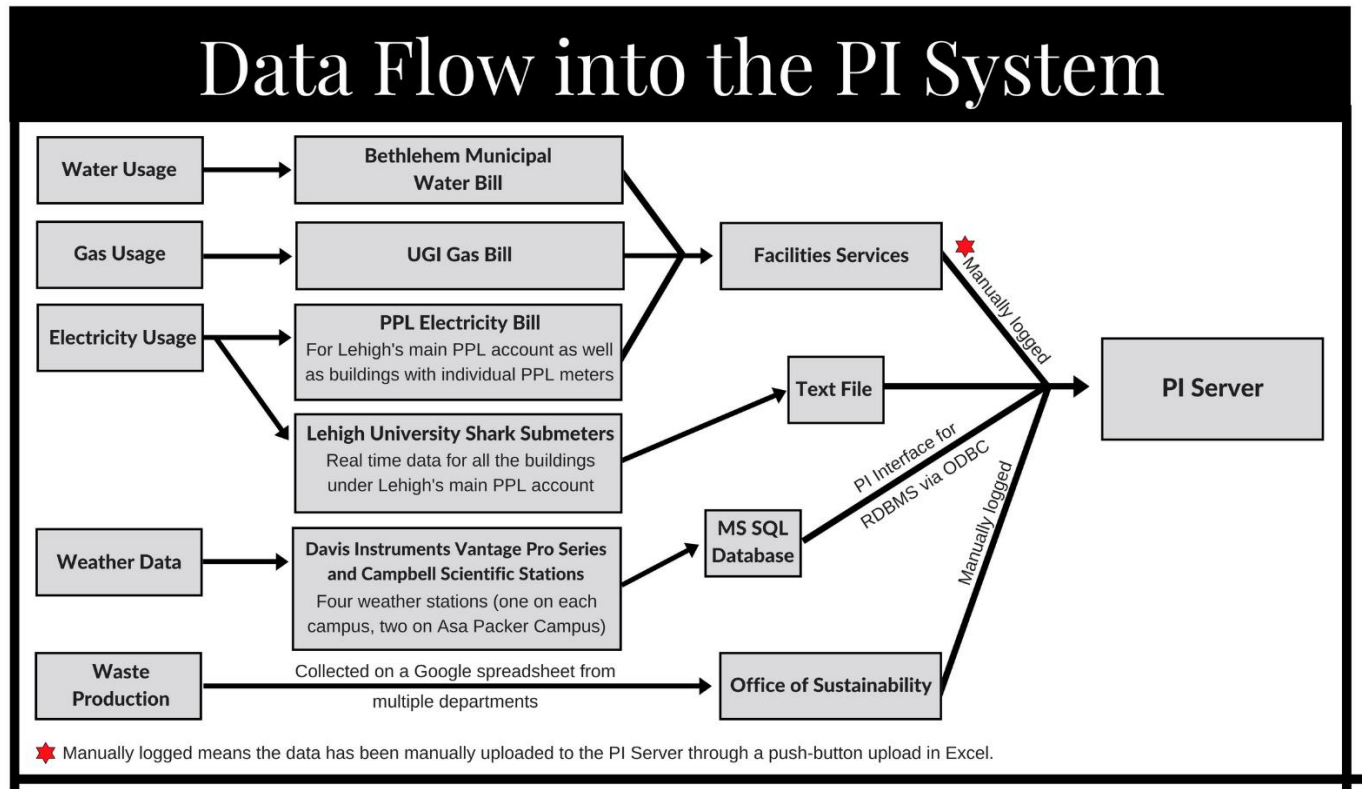 Data Flow into the PI System
Water Usage
Bethlehem Municipal
Water Bill
Gas Usage
UGI Gas Bill
Facilities Services
Manually logged
Electricity Usage
PPL Electricity Bill
For Lehigh's main PPL account as well
as buildings with individual PPL meters
Text File
PI Server
Lehigh University Shark Submeters
Real time data for all the buildings
under Lehigh's main PPL account
PI Interface for
RDBMS via ODBC
Manually logged
Weather Data
Davis Instruments Vantage Pro Series
and Campbell Scientific Stations
Four weather stations (one on each
campus, two on Asa Packer Campus)
MS SQL
Database
Waste
Production
Collected on a Google spreadsheet from
multiple departments
Office of Sustainability
Manually logged means the data has been manually uploaded to the PI Server through a push-button upload in Excel.